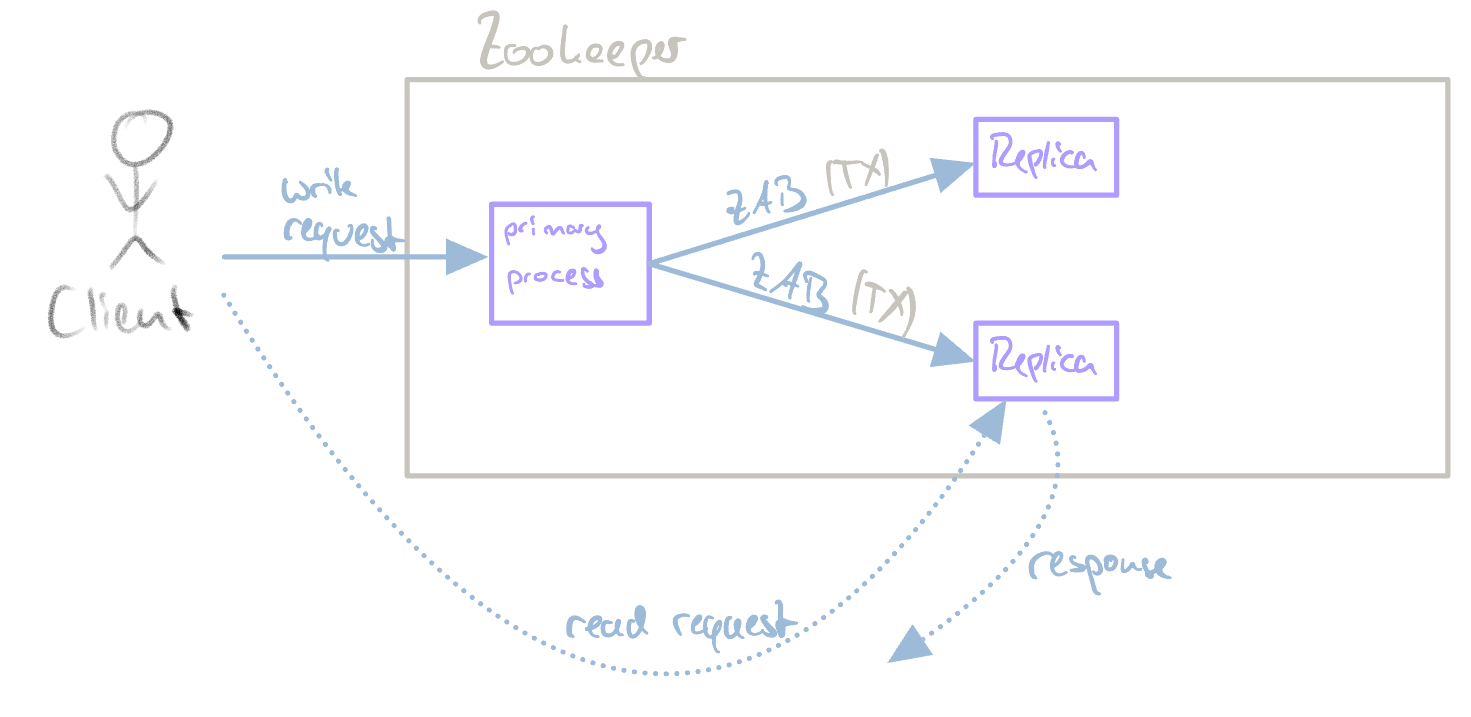 Zookeeper
Client
write
request
primary
process
ZAB (TX)
ZAB (TX)
Replica
Replica
read request
response